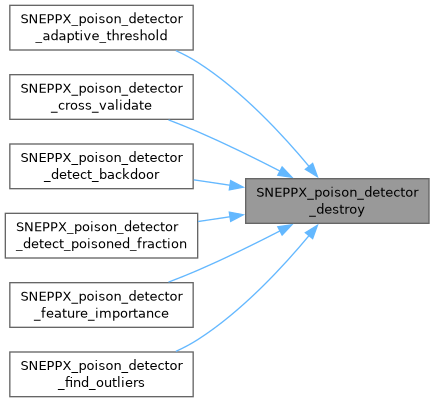 SNEPPX_poison_detector
_adaptive_threshold
SNEPPX_poison_detector
_cross_validate
SNEPPX_poison_detector
_detect_backdoor
SNEPPX_poison_detector
_destroy
SNEPPX_poison_detector
_detect_poisoned_fraction
SNEPPX_poison_detector
_feature_importance
SNEPPX_poison_detector
_find_outliers